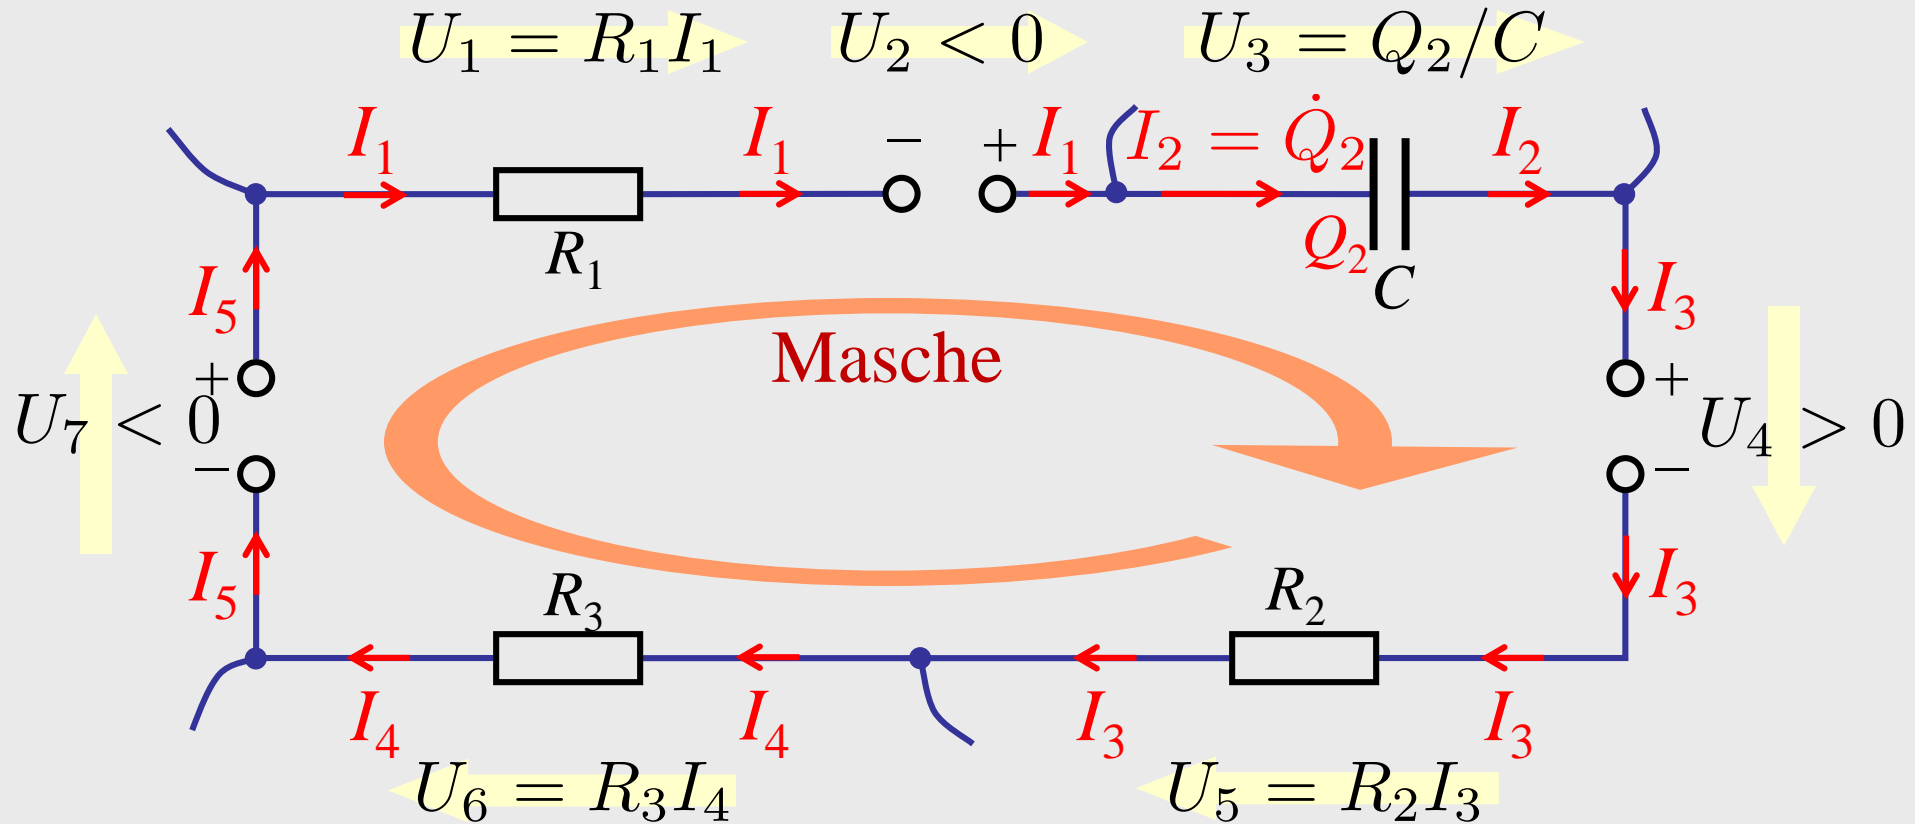 U₁ = R₁I₁ U₂ < 0 U₃ = Q₂/C
I₁ I₁ − + I₁ I₂ = Q̇₂ I₂
R₁ Q₂ C
I₅ I₃
Masche
+ +
U₇ < 0 U₄ > 0
− −
I₅ R₃ R₂ I₃
I₄ I₄ I₃ I₃
U₆ = R₃I₄ U₅ = R₂I₃